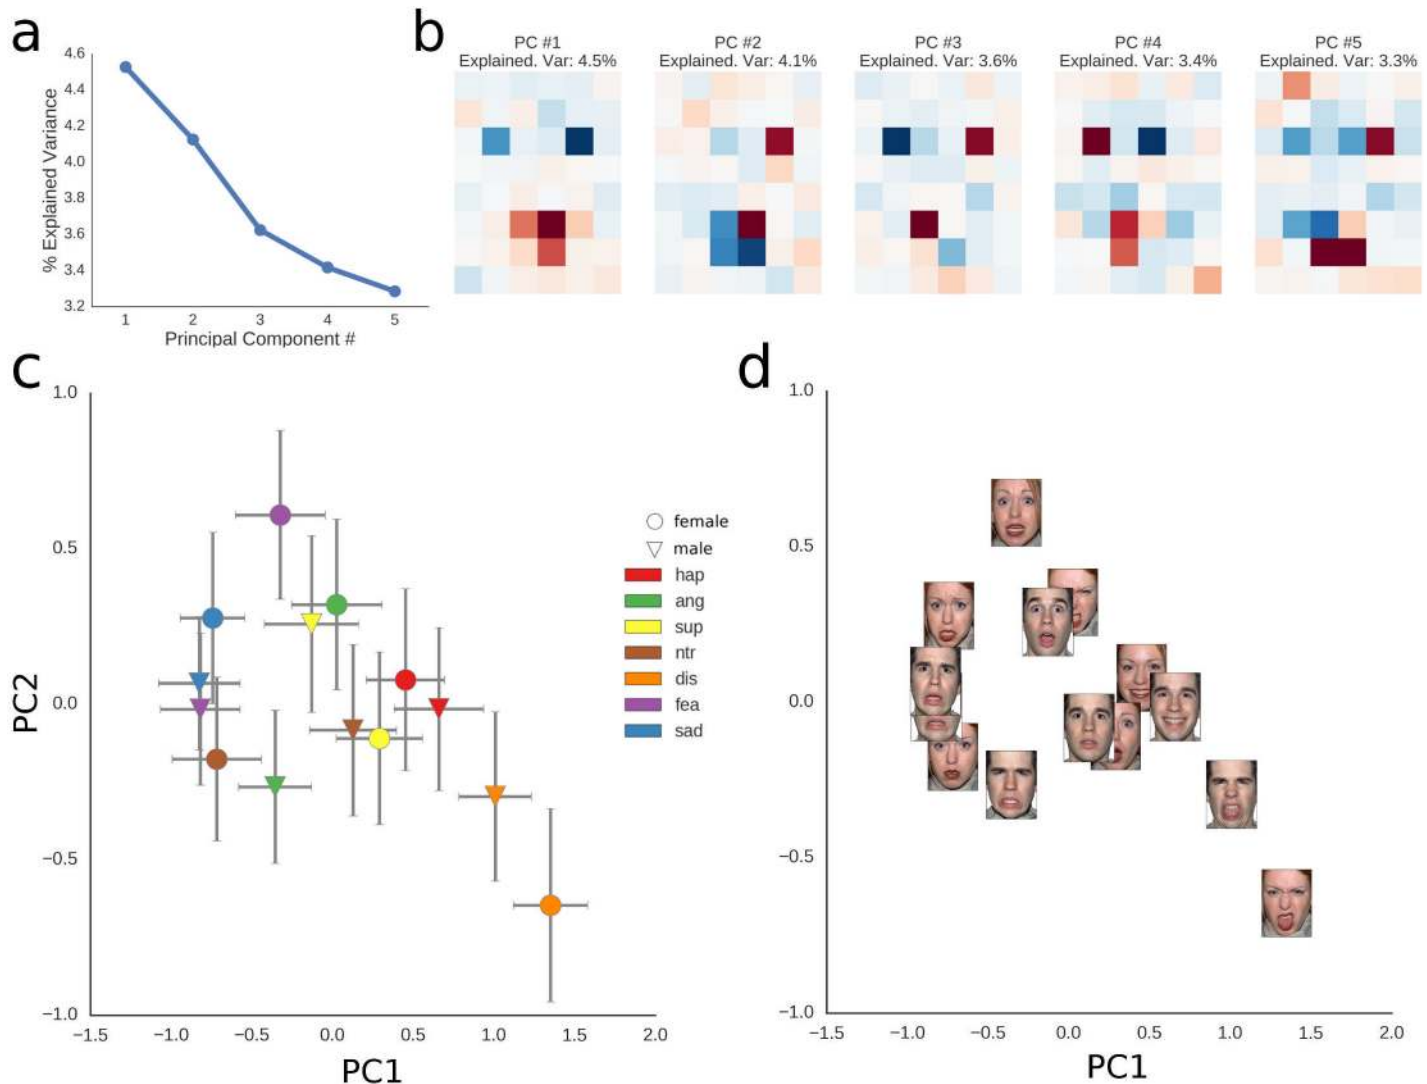 a
4.6
4.4
4.2
4.0
3.8
3.6
3.4
3.2
% Explained Variance
1 2 3 4 5
Principal Component #
b
PC #1
Explained. Var: 4.5%
PC #2
Explained. Var: 4.1%
PC #3
Explained. Var: 3.6%
PC #4
Explained. Var: 3.4%
PC #5
Explained. Var: 3.3%
c
1.0
0.5
0.0
−0.5
−1.0
PC2
−1.5 −1.0 −0.5 0.0 0.5 1.0 1.5 2.0
PC1
female
male
hap
ang
sup
ntr
dis
fea
sad
d
1.0
0.5
0.0
−0.5
−1.0
−1.5 −1.0 −0.5 0.0 0.5 1.0 1.5 2.0
PC1